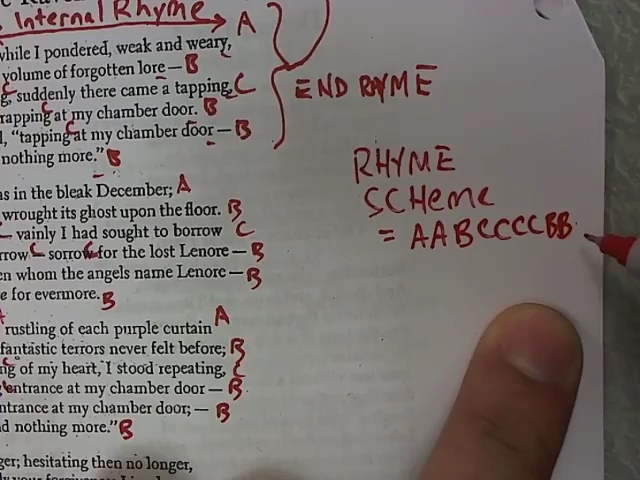 Internal Rhyme
A
while I pondered, weak and weary,
volume of forgotten lore — B
suddenly there came a tapping, C
END RHYME
rapping at my chamber door. B
"tapping at my chamber door — B
nothing more." B
RHYME
SCHEME
= AABCCCCBB
as in the bleak December; A
wrought its ghost upon the floor. B
vainly I had sought to borrow C
sorrow for the lost Lenore — B
whom the angels name Lenore — B
for evermore. B
rustling of each purple curtain A
fantastic terrors never felt before; B
of my heart, I stood repeating, C
entrance at my chamber door — B
entrance at my chamber door; — B
nothing more." B
hesitating then no longer,